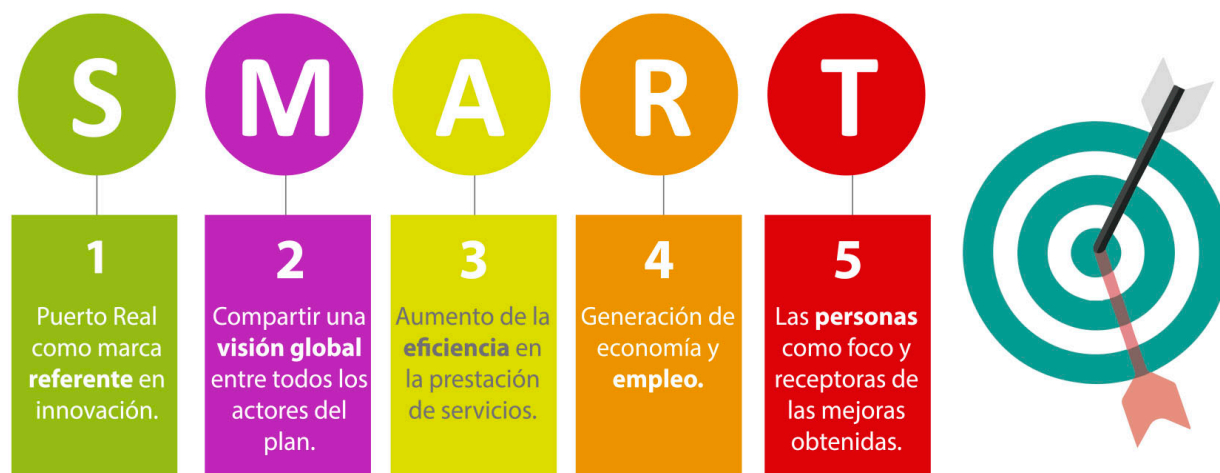 S
M
A
R
T
1
Puerto Real
como marca
referente en
innovación.
2
Compartir una
visión global
entre todos los
actores del
plan.
3
Aumento de la
eficiencia en
la prestación
de servicios.
4
Generación de
economía y
empleo.
5
Las personas
como foco y
receptoras de
las mejoras
obtenidas.